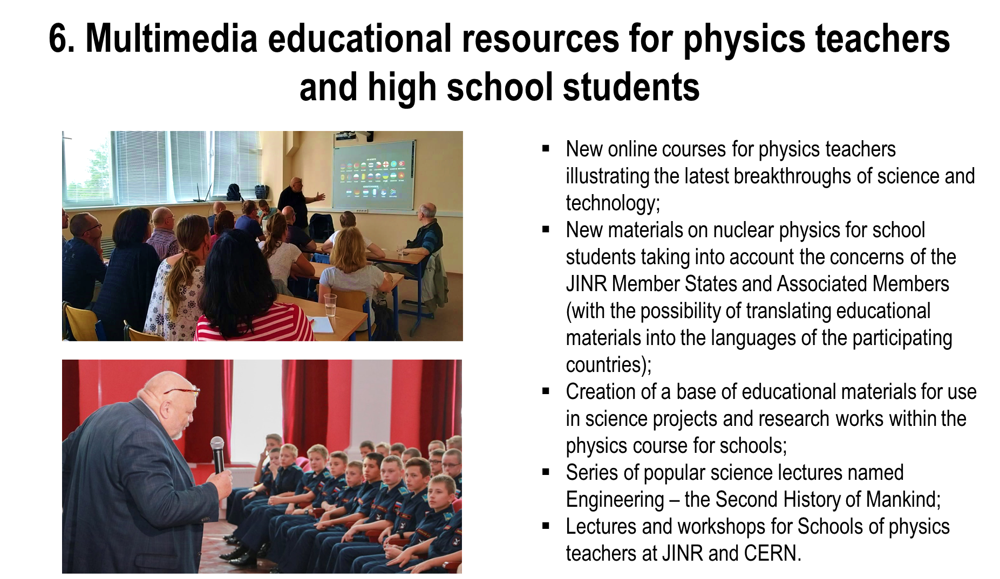 6. Multimedia educational resources for physics teachers
and high school students
▪ New online courses for physics teachers
illustrating the latest breakthroughs of science and
technology;
▪ New materials on nuclear physics for school
students taking into account the concerns of the
JINR Member States and Associated Members
(with the possibility of translating educational
materials into the languages of the participating
countries);
▪ Creation of a base of educational materials for use
in science projects and research works within the
physics course for schools;
▪ Series of popular science lectures named
Engineering – the Second History of Mankind;
▪ Lectures and workshops for Schools of physics
teachers at JINR and CERN.